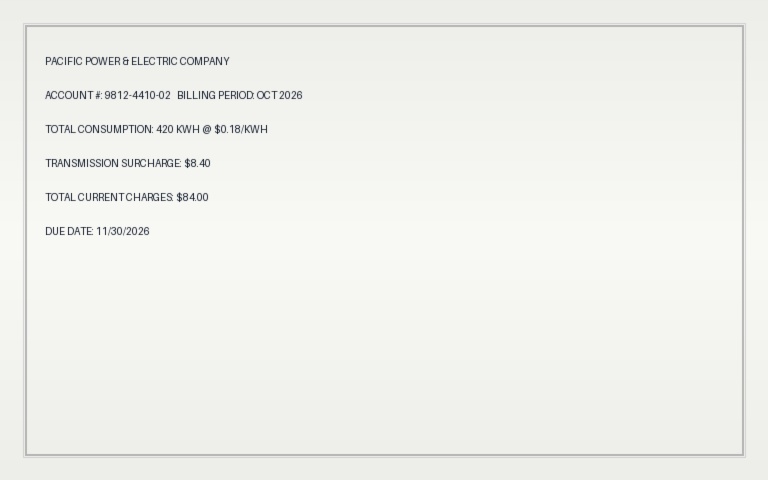 PACIFIC POWER & ELECTRIC COMPANY
ACCOUNT #: 9812-4410-02 BILLING PERIOD: OCT 2026
TOTAL CONSUMPTION: 420 KWH @ $0.18/KWH
TRANSMISSION SURCHARGE: $8.40
TOTAL CURRENT CHARGES: $84.00
DUE DATE: 11/30/2026